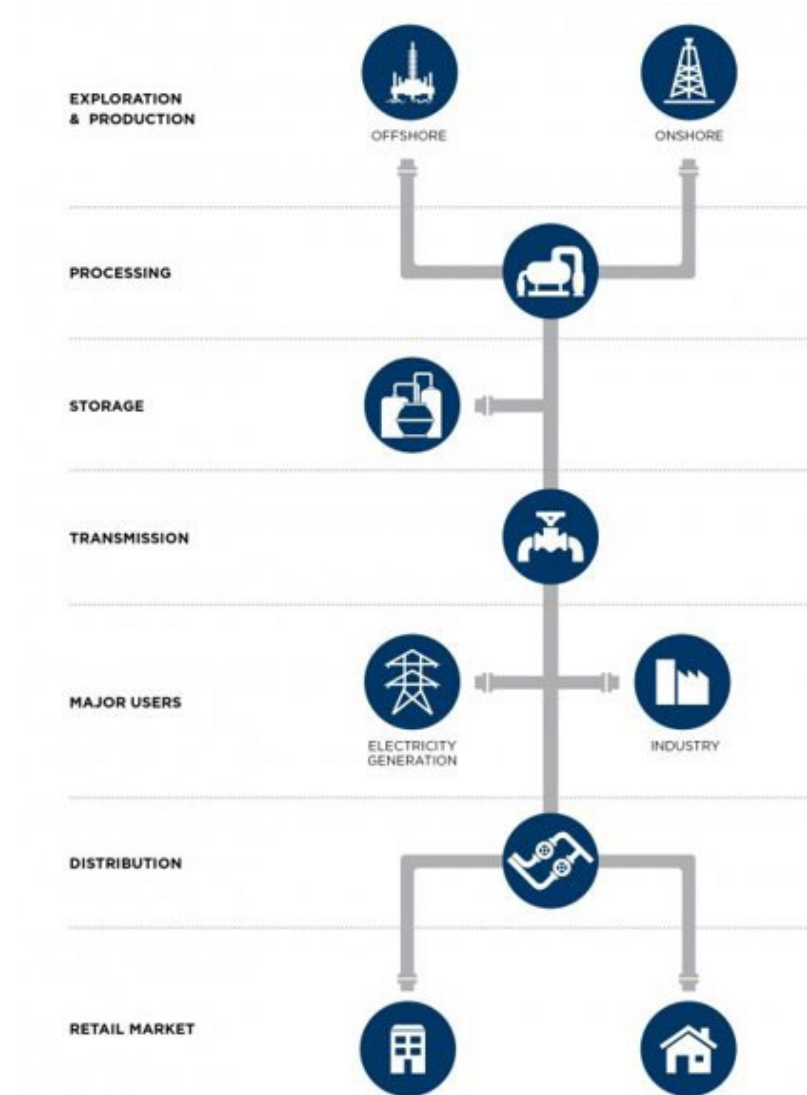 EXPLORATION
& PRODUCTION
OFFSHORE
ONSHORE
PROCESSING
STORAGE
TRANSMISSION
MAJOR USERS
ELECTRICITY
GENERATION
INDUSTRY
DISTRIBUTION
RETAIL MARKET